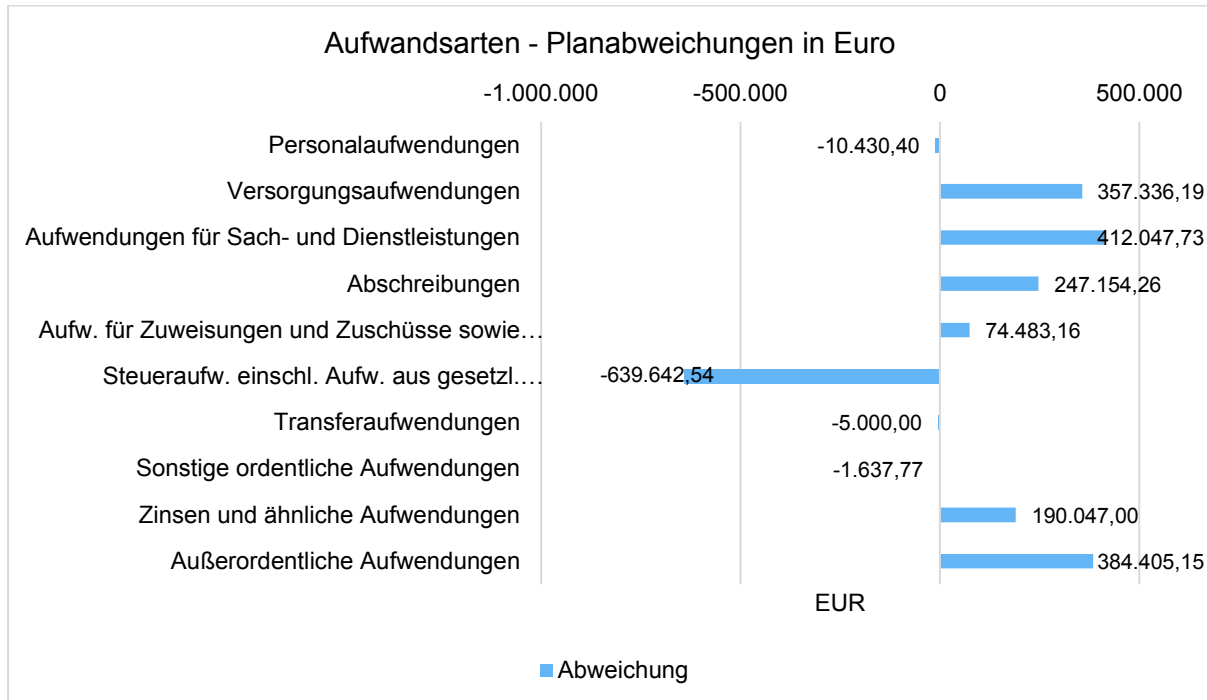 Aufwandsarten - Planabweichungen in Euro
-1.000.000 -500.000 0 500.000
Personalaufwendungen -10.430,40
Versorgungsaufwendungen 357.336,19
Aufwendungen für Sach- und Dienstleistungen 412.047,73
Abschreibungen 247.154,26
Aufw. für Zuweisungen und Zuschüsse sowie… 74.483,16
Steueraufw. einschl. Aufw. aus gesetzl.… -639.642,54
Transferaufwendungen -5.000,00
Sonstige ordentliche Aufwendungen -1.637,77
Zinsen und ähnliche Aufwendungen 190.047,00
Außerordentliche Aufwendungen 384.405,15
EUR
Abweichung